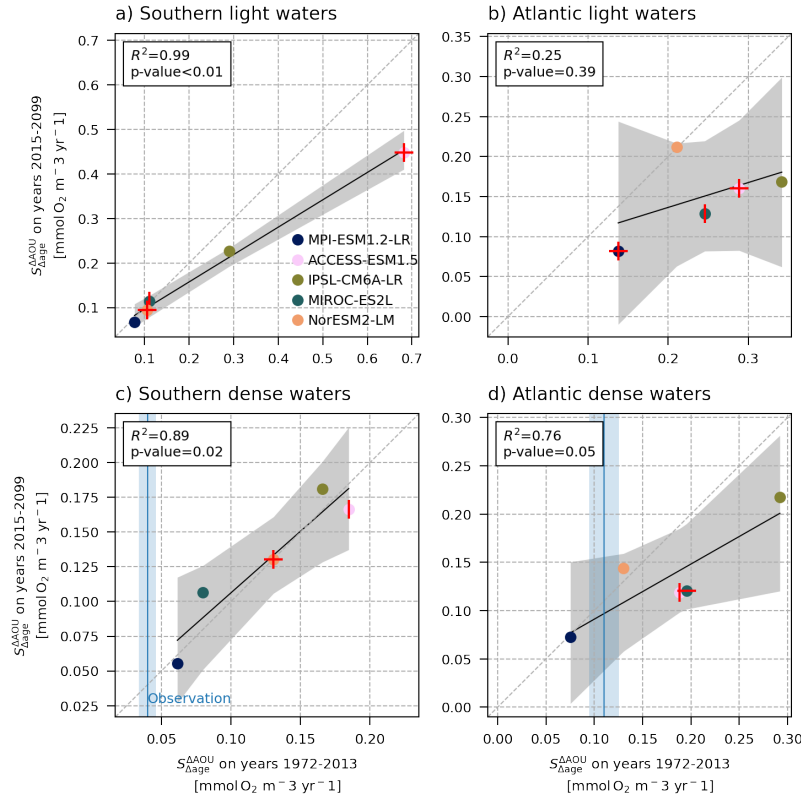 a) Southern light waters
b) Atlantic light waters
R²=0.99
p-value<0.01
R²=0.25
p-value=0.39
0.7
0.6
0.5
0.4
0.3
0.2
0.1
0.35
0.30
0.25
0.20
0.15
0.10
0.05
0.00
S ΔAOU Δage on years 2015-2099
[mmol O₂ m⁻3 yr⁻1]
MPI-ESM1.2-LR
ACCESS-ESM1.5
IPSL-CM6A-LR
MIROC-ES2L
NorESM2-LM
0.1 0.2 0.3 0.4 0.5 0.6 0.7
0.0 0.1 0.2 0.3
c) Southern dense waters
d) Atlantic dense waters
R²=0.89
p-value=0.02
R²=0.76
p-value=0.05
0.225
0.200
0.175
0.150
0.125
0.100
0.075
0.050
0.025
0.30
0.25
0.20
0.15
0.10
0.05
0.00
S ΔAOU Δage on years 2015-2099
[mmol O₂ m⁻3 yr⁻1]
Observation
0.05 0.10 0.15 0.20
0.00 0.05 0.10 0.15 0.20 0.25 0.30
S ΔAOU Δage on years 1972-2013
[mmol O₂ m⁻3 yr⁻1]
S ΔAOU Δage on years 1972-2013
[mmol O₂ m⁻3 yr⁻1]